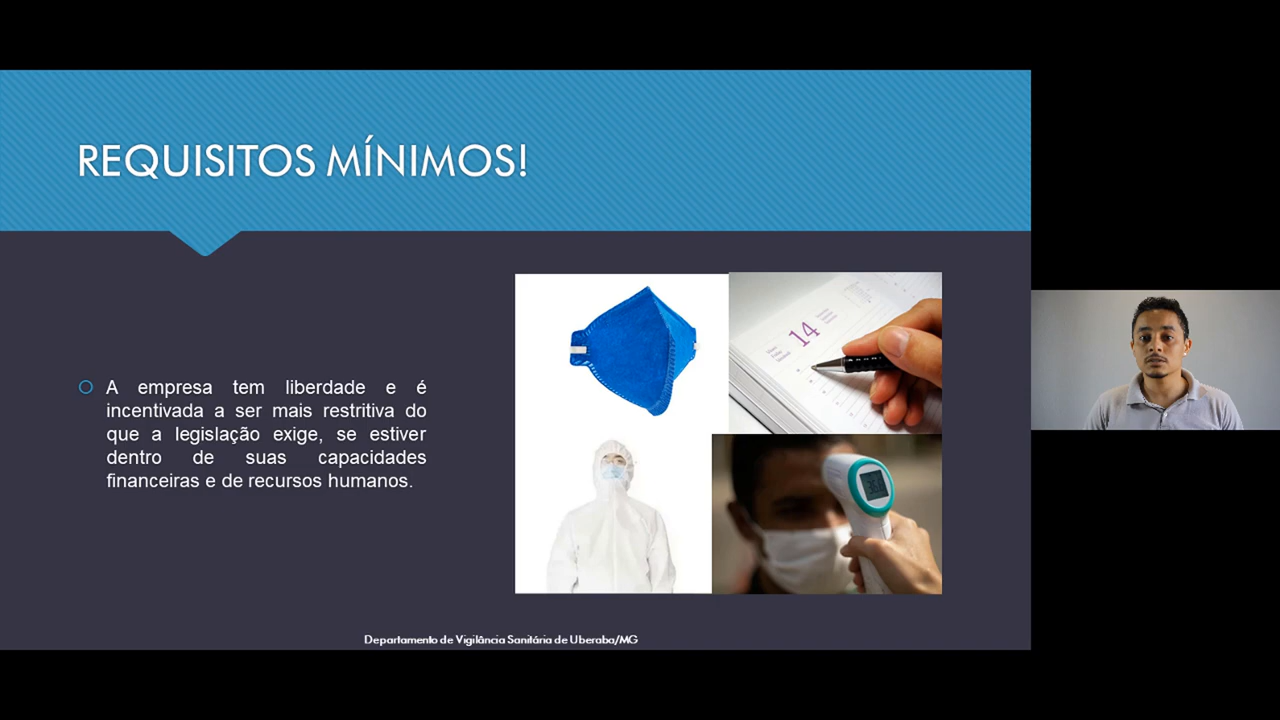 REQUISITOS MÍNIMOS!
A empresa tem liberdade e é
incentivada a ser mais restritiva do
que a legislação exige, se estiver
dentro de suas capacidades
financeiras e de recursos humanos.
14
Departamento de Vigilância Sanitária de Uberaba/MG